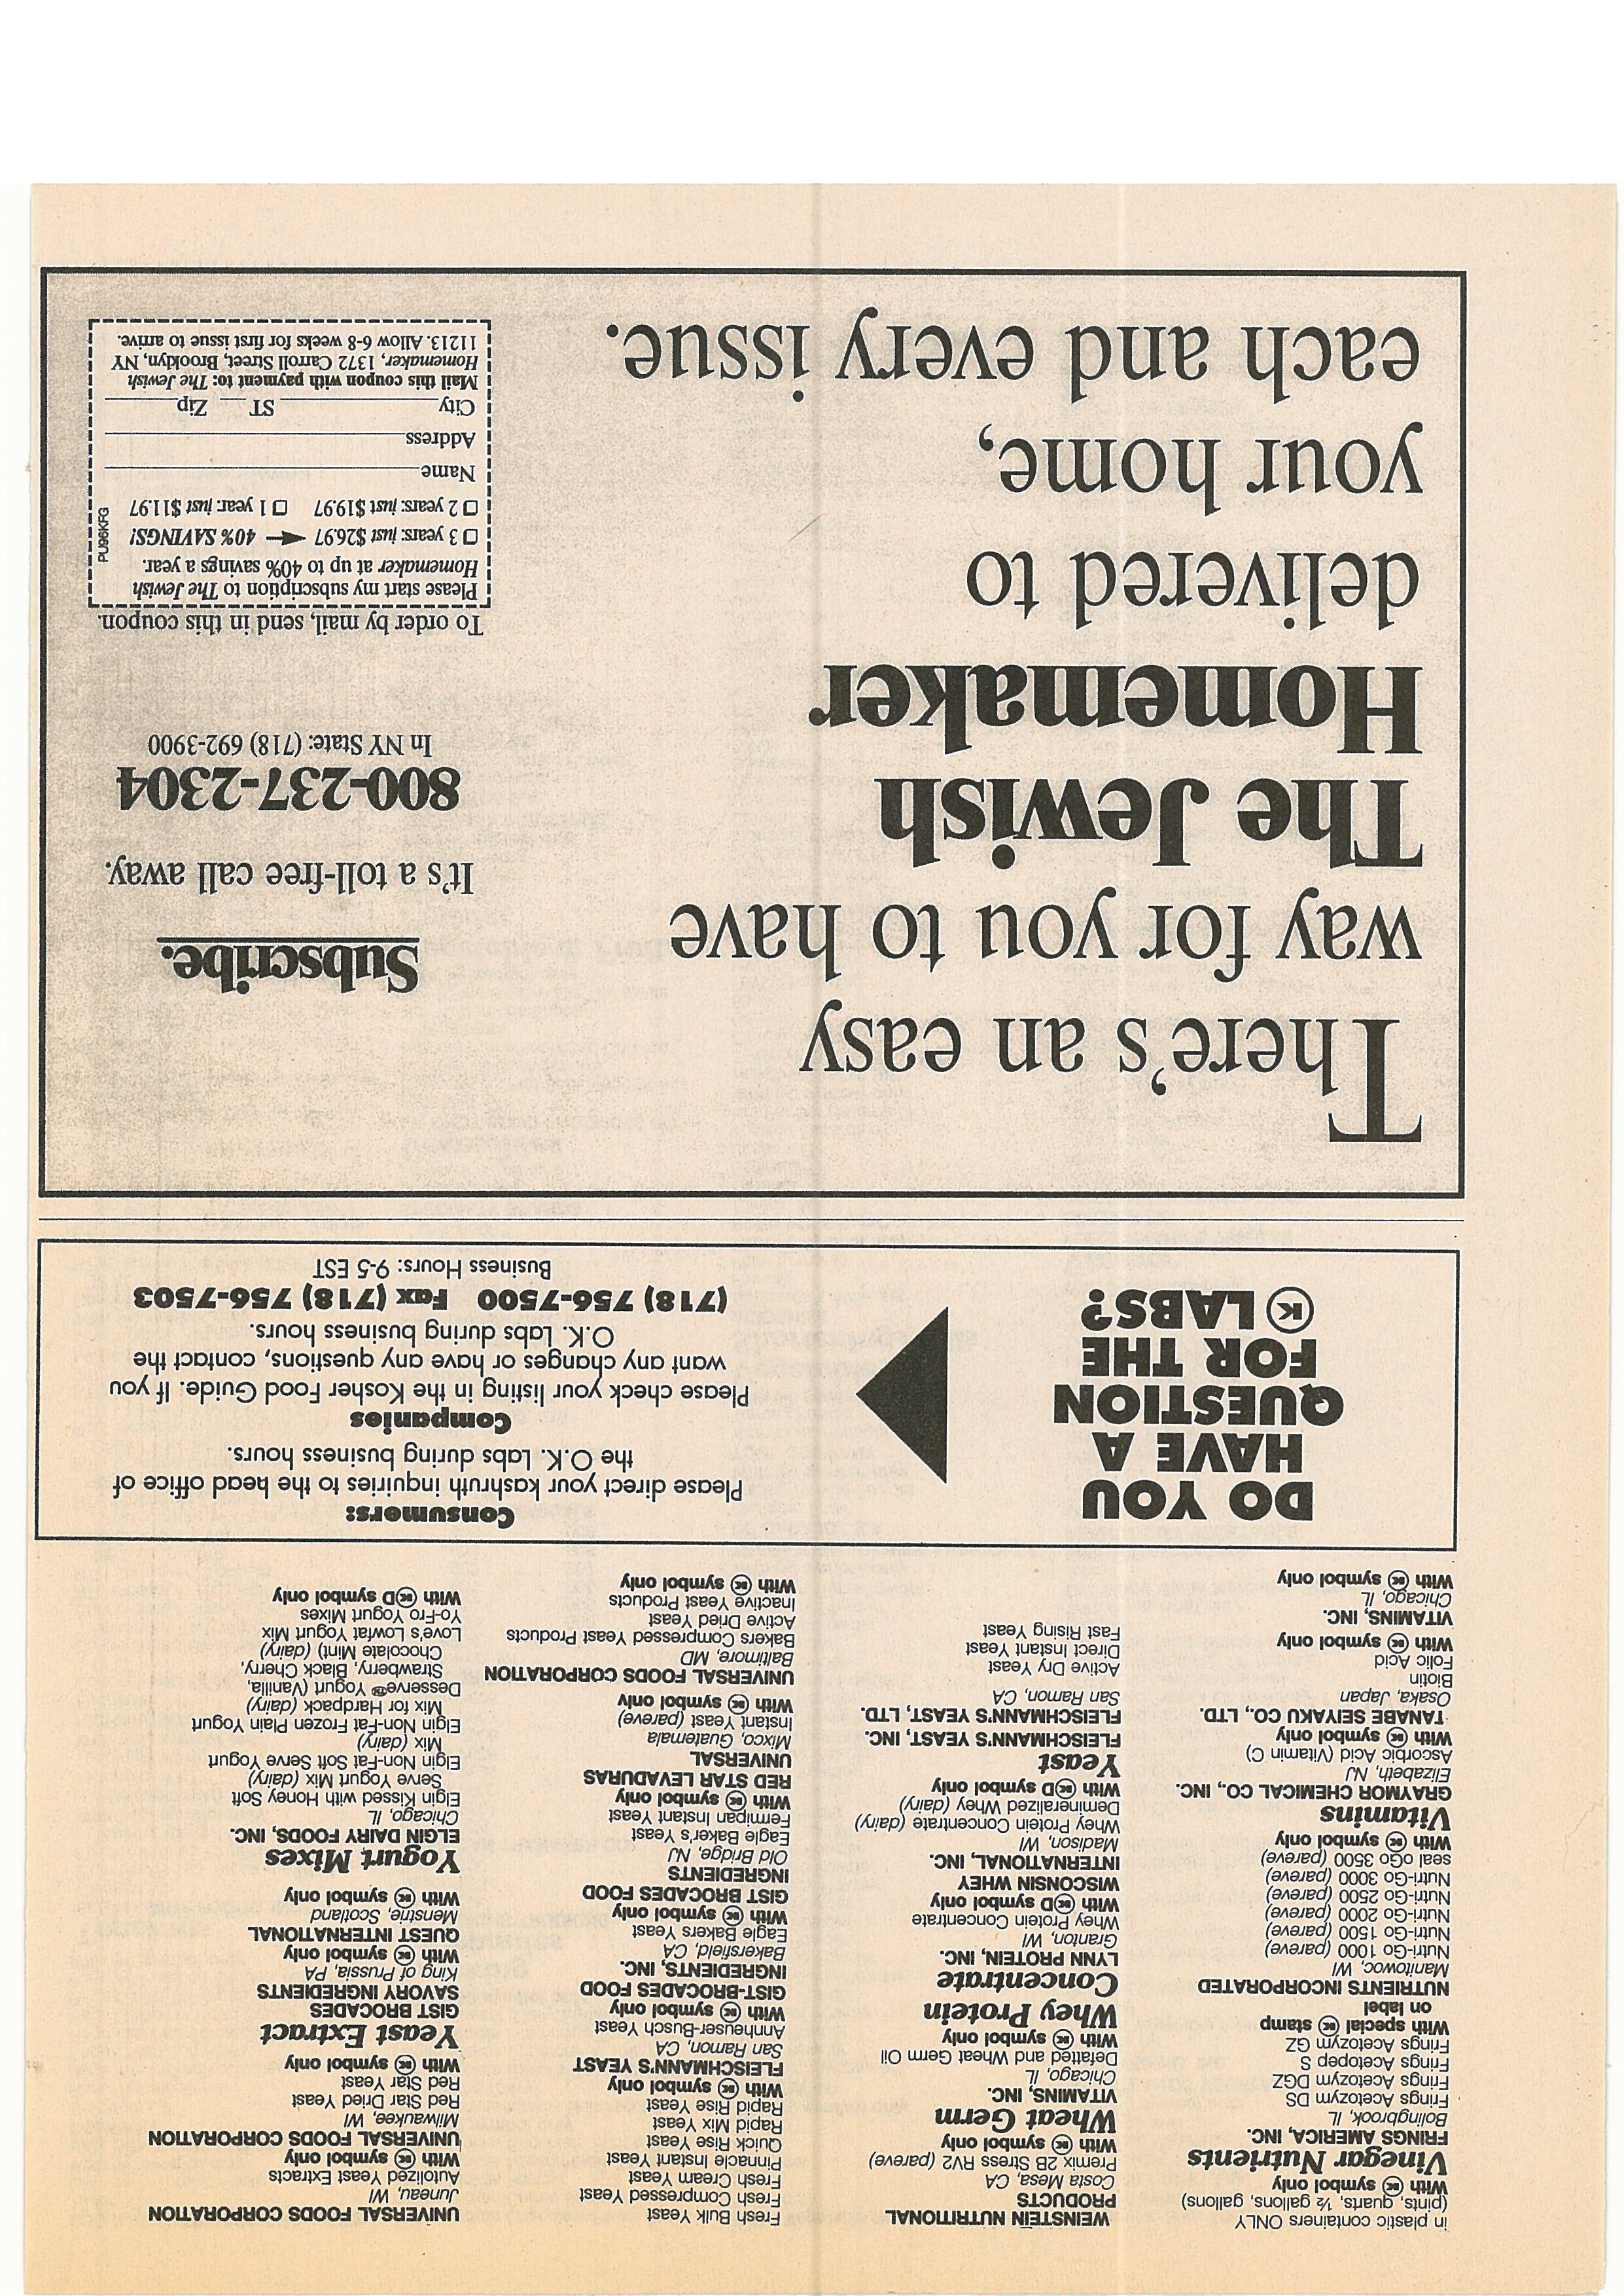 in plastic containers ONLY
(pints, quarts, ½ gallons, gallons)
With Ⓚ symbol only
Vinegar Nutrients
FRINGS AMERICA, INC.
Bolingbrook, IL
Frings Acetozym DS
Frings Acetozym DGZ
Frings Acetopep S
Frings Acetozym GZ
With special Ⓚ stamp
on label
NUTRIENTS INCORPORATED
Manitowoc, WI
Nutri-Go 1000 (pareve)
Nutri-Go 1500 (pareve)
Nutri-Go 2000 (pareve)
Nutri-Go 2500 (pareve)
Nutri-Go 3000 (pareve)
seal oGo 3500 (pareve)
With Ⓚ symbol only
Vitamins
GRAYMOR CHEMICAL CO., INC.
Elizabeth, NJ
Ascorbic Acid (Vitamin C)
With Ⓚ symbol only
TANABE SEIYAKU CO., LTD.
Osaka, Japan
Biotin
Folic Acid
With Ⓚ symbol only
VITAMINS, INC.
Chicago, IL
With Ⓚ symbol only
WEINSTEIN NUTRITIONAL
PRODUCTS
Costa Mesa, CA
Premix 2B Stress RV2 (pareve)
With Ⓚ symbol only
Wheat Germ
VITAMINS, INC.
Chicago, IL
Defatted and Wheat Germ Oil
With Ⓚ symbol only
Whey Protein
Concentrate
LYNN PROTEIN, INC.
Granton, WI
Whey Protein Concentrate
With ⓀD symbol only
WISCONSIN WHEY
INTERNATIONAL, INC.
Madison, WI
Whey Protein Concentrate (dairy)
Demineralized Whey (dairy)
With ⓀD symbol only
Yeast
FLEISCHMANN'S YEAST, INC.
FLEISCHMANN'S YEAST, LTD.
San Ramon, CA
Active Dry Yeast
Direct Instant Yeast
Fast Rising Yeast
Fresh Bulk Yeast
Fresh Compressed Yeast
Fresh Cream Yeast
Pinnacle Instant Yeast
Quick Rise Yeast
Rapid Mix Yeast
Rapid Rise Yeast
With Ⓚ symbol only
FLEISCHMANN'S YEAST
San Ramon, CA
Annheuser-Busch Yeast
With Ⓚ symbol only
GIST-BROCADES FOOD
INGREDIENTS, INC.
Bakersfield, CA
Eagle Bakers Yeast
With Ⓚ symbol only
GIST BROCADES FOOD
INGREDIENTS
Old Bridge, NJ
Eagle Baker's Yeast
Fermipan Instant Yeast
With Ⓚ symbol only
RED STAR LEVADURAS
UNIVERSAL
Mixco, Guatemala
Instant Yeast (pareve)
With Ⓚ symbol only
UNIVERSAL FOODS CORPORATION
Baltimore, MD
Bakers Compressed Yeast Products
Active Dried Yeast
Inactive Yeast Products
With Ⓚ symbol only
UNIVERSAL FOODS CORPORATION
Juneau, WI
Autolized Yeast Extracts
With Ⓚ symbol only
UNIVERSAL FOODS CORPORATION
Milwaukee, WI
Red Star Dried Yeast
Red Star Yeast
With Ⓚ symbol only
Yeast Extract
GIST BROCADES
SAVORY INGREDIENTS
King of Prussia, PA
With Ⓚ symbol only
QUEST INTERNATIONAL
Menstrie, Scotland
With Ⓚ symbol only
Yogurt Mixes
ELGIN DAIRY FOODS, INC.
Chicago, IL
Elgin Kissed with Honey Soft
Serve Yogurt Mix (dairy)
Elgin Non-Fat Soft Serve Yogurt
Mix (dairy)
Elgin Non-Fat Frozen Plain Yogurt
Mix for Hardpack (dairy)
Desserve™ Yogurt (Vanilla,
Strawberry, Black Cherry,
Chocolate Mint) (dairy)
Love's Lowfat Yogurt Mix
Yo-Fro Yogurt Mixes
With ⓀD symbol only
DO YOU
HAVE A
QUESTION
FOR THE
Ⓚ LABS?
Consumers:
Please direct your kashruth inquiries to the head office of
the O.K. Labs during business hours.
Companies
Please check your listing in the Kosher Food Guide. If you
want any changes or have any questions, contact the
O.K. Labs during business hours.
(718) 756-7500 Fax (718) 756-7503
Business Hours: 9-5 EST
There's an easy
way for you to have
The Jewish
Homemaker
delivered to
your home,
each and every issue.
Subscribe.
It's a toll-free call away.
800-237-2304
In NY State: (718) 692-3900
To order by mail, send in this coupon.
Please start my subscription to The Jewish
Homemaker at up to 40% savings a year.
❏ 3 years: just $26.97 40% SAVINGS!
❏ 2 years: just $19.97 ❏ 1 year: just $11.97
PU96KFG
Name
Address
City ST Zip
Mail this coupon with payment to: The Jewish
Homemaker, 1372 Carroll Street, Brooklyn, NY
11213. Allow 6-8 weeks for first issue to arrive.